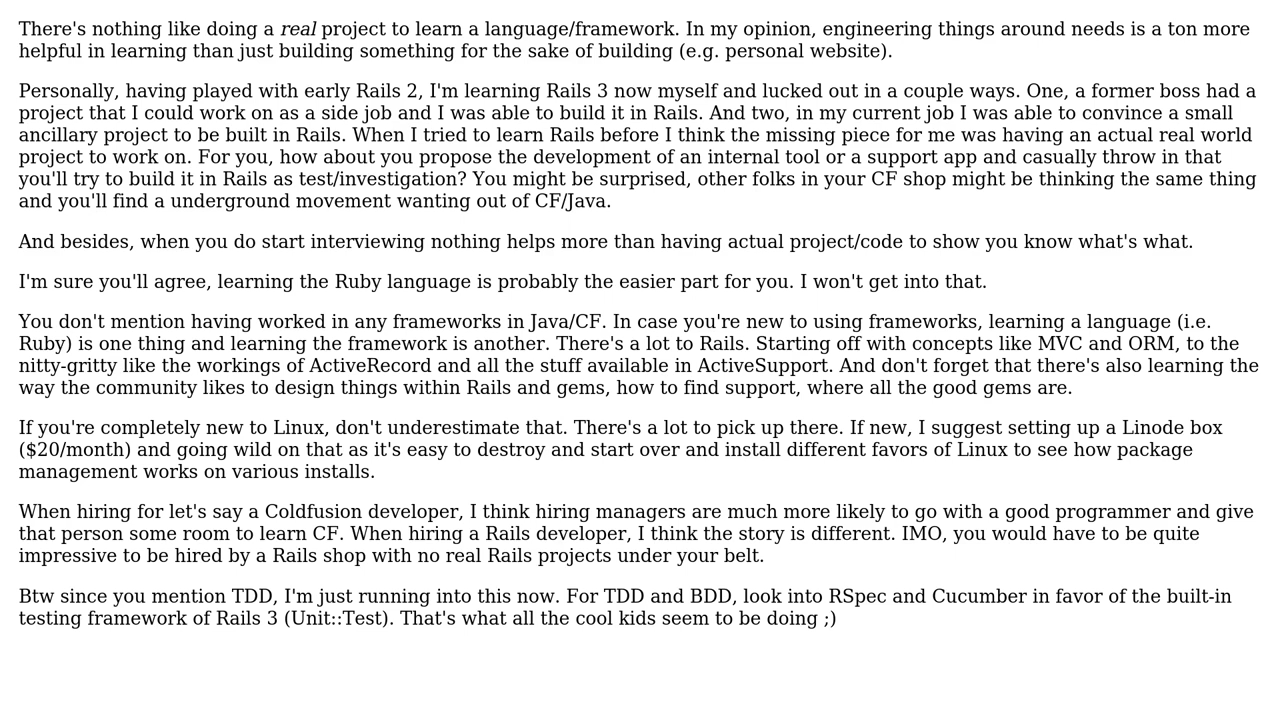 There's nothing like doing a real project to learn a language/framework. In my opinion, engineering things around needs is a ton more
helpful in learning than just building something for the sake of building (e.g. personal website).
Personally, having played with early Rails 2, I'm learning Rails 3 now myself and lucked out in a couple ways. One, a former boss had a
project that I could work on as a side job and I was able to build it in Rails. And two, in my current job I was able to convince a small
ancillary project to be built in Rails. When I tried to learn Rails before I think the missing piece for me was having an actual real world
project to work on. For you, how about you propose the development of an internal tool or a support app and casually throw in that
you'll try to build it in Rails as test/investigation? You might be surprised, other folks in your CF shop might be thinking the same thing
and you'll find a underground movement wanting out of CF/Java.
And besides, when you do start interviewing nothing helps more than having actual project/code to show you know what's what.
I'm sure you'll agree, learning the Ruby language is probably the easier part for you. I won't get into that.
You don't mention having worked in any frameworks in Java/CF. In case you're new to using frameworks, learning a language (i.e.
Ruby) is one thing and learning the framework is another. There's a lot to Rails. Starting off with concepts like MVC and ORM, to the
nitty-gritty like the workings of ActiveRecord and all the stuff available in ActiveSupport. And don't forget that there's also learning the
way the community likes to design things within Rails and gems, how to find support, where all the good gems are.
If you're completely new to Linux, don't underestimate that. There's a lot to pick up there. If new, I suggest setting up a Linode box
($20/month) and going wild on that as it's easy to destroy and start over and install different favors of Linux to see how package
management works on various installs.
When hiring for let's say a Coldfusion developer, I think hiring managers are much more likely to go with a good programmer and give
that person some room to learn CF. When hiring a Rails developer, I think the story is different. IMO, you would have to be quite
impressive to be hired by a Rails shop with no real Rails projects under your belt.
Btw since you mention TDD, I'm just running into this now. For TDD and BDD, look into RSpec and Cucumber in favor of the built-in
testing framework of Rails 3 (Unit::Test). That's what all the cool kids seem to be doing ;)